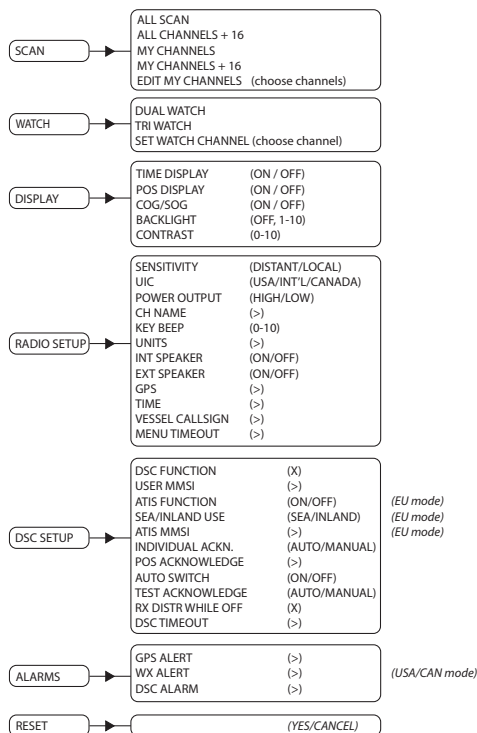 SCAN
ALL SCAN
ALL CHANNELS + 16
MY CHANNELS
MY CHANNELS + 16
EDIT MY CHANNELS (choose channels)
WATCH
DUAL WATCH
TRI WATCH
SET WATCH CHANNEL (choose channel)
DISPLAY
TIME DISPLAY (ON / OFF)
POS DISPLAY (ON / OFF)
COG/SOG (ON / OFF)
BACKLIGHT (OFF, 1-10)
CONTRAST (0-10)
RADIO SETUP
SENSITIVITY (DISTANT/LOCAL)
UIC (USA/INT'L/CANADA)
POWER OUTPUT (HIGH/LOW)
CH NAME (>)
KEY BEEP (0-10)
UNITS (>)
INT SPEAKER (ON/OFF)
EXT SPEAKER (ON/OFF)
GPS (>)
TIME (>)
VESSEL CALLSIGN (>)
MENU TIMEOUT (>)
DSC SETUP
DSC FUNCTION (X)
USER MMSI (>)
ATIS FUNCTION (ON/OFF) (EU mode)
SEA/INLAND USE (SEA/INLAND) (EU mode)
ATIS MMSI (>) (EU mode)
INDIVIDUAL ACKN. (AUTO/MANUAL)
POS ACKNOWLEDGE (>)
AUTO SWITCH (ON/OFF)
TEST ACKNOWLEDGE (AUTO/MANUAL)
RX DISTR WHILE OFF (X)
DSC TIMEOUT (>)
ALARMS
GPS ALERT (>)
WX ALERT (>) (USA/CAN mode)
DSC ALARM (>)
RESET (YES/CANCEL)